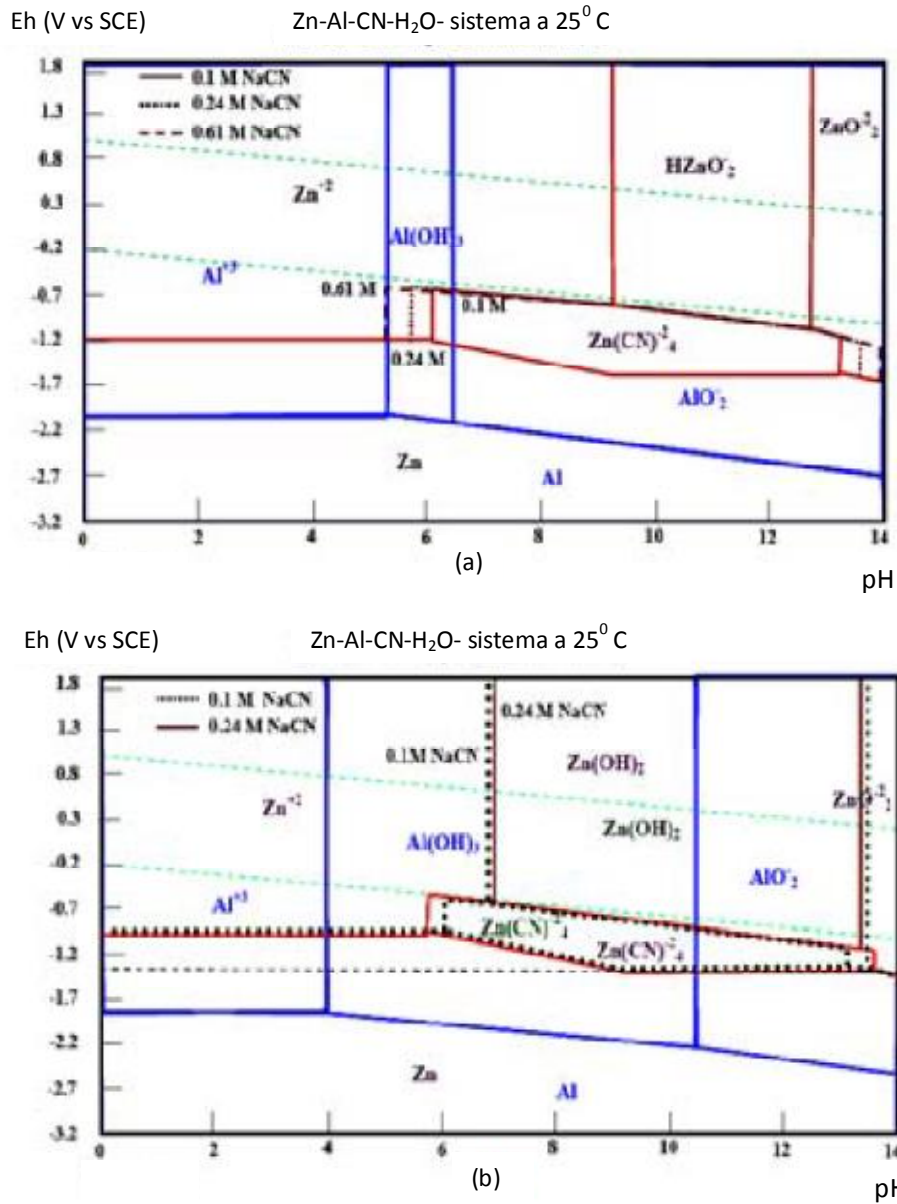 Eh (V vs SCE) Zn-Al-CN-H₂O- sistema a 25⁰ C
1.8
1.3
0.8
0.3
-0.2
-0.7
-1.2
-1.7
-2.2
-2.7
-3.2
0.1 M NaCN
0.24 M NaCN
0.61 M NaCN
ZnO⁻²₂
HZnO⁻₂
Zn⁺²
Al(OH)₃
Al⁺³
0.61 M
0.1 M
Zn(CN)⁻²₄
0.24 M
AlO⁻₂
Zn
Al
0 2 4 6 8 10 12 14
(a)
pH
Eh (V vs SCE) Zn-Al-CN-H₂O- sistema a 25⁰ C
1.8
1.3
0.8
0.3
-0.2
-0.7
-1.2
-1.7
-2.2
-2.7
-3.2
0.1 M NaCN
0.24 M NaCN
0.24 M NaCN
0.1M NaCN
Zn(OH)₂
Zn⁺²
Zn(OH)₂
Al(OH)₃
AlO⁻₂
Al⁺³
Zn(CN)⁻²₄
Zn(CN)⁻²₄
Zn
Al
0 2 4 6 8 10 12 14
(b)